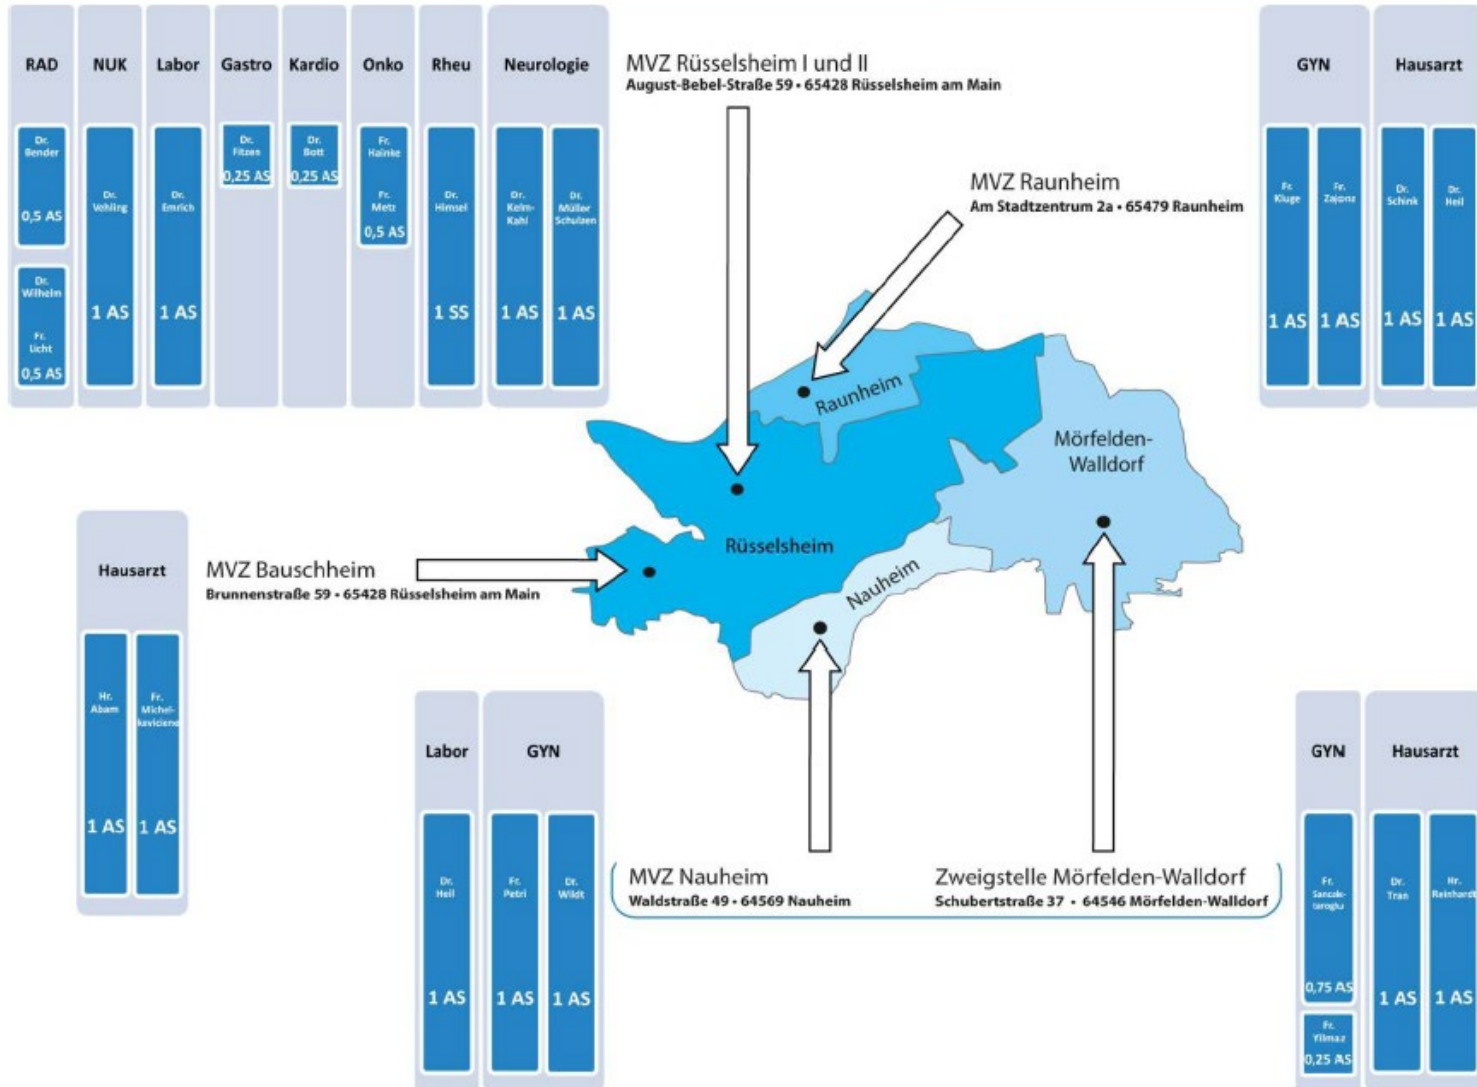 RAD NUK Labor Gastro Kardio Onko Rheu Neurologie
Dr.
Bender
0,5 AS
Dr.
Wilhelm
Fr.
Licht
0,5 AS
Dr.
Vehling
1 AS
Dr.
Emrich
1 AS
Dr.
Fitzen
0,25 AS
Dr.
Bott
0,25 AS
Fr.
Hainke
Fr.
Metz
0,5 AS
Dr.
Himsel
1 SS
Dr.
Keim-
Kahl
1 AS
Dr.
Müller
Schulzen
1 AS
MVZ Rüsselsheim I und II
August-Bebel-Straße 59 • 65428 Rüsselsheim am Main
MVZ Raunheim
Am Stadtzentrum 2a • 65479 Raunheim
GYN Hausarzt
Fr.
Kluge
1 AS
Fr.
Zajonz
1 AS
Dr.
Schink
1 AS
Dr.
Heil
1 AS
Raunheim
Mörfelden-
Walldorf
Rüsselsheim
Nauheim
Hausarzt
Hr.
Abam
1 AS
Fr.
Michel-
keviciene
1 AS
MVZ Bauschheim
Brunnenstraße 59 • 65428 Rüsselsheim am Main
Labor GYN
Dr.
Heil
1 AS
Fr.
Petri
1 AS
Dr.
Wildt
1 AS
MVZ Nauheim
Waldstraße 49 • 64569 Nauheim
Zweigstelle Mörfelden-Walldorf
Schubertstraße 37 • 64546 Mörfelden-Walldorf
GYN Hausarzt
Fr.
0,75 AS
Fr.
Yilmaz
0,25 AS
Dr.
Tran
1 AS
Hr.
Reinhardt
1 AS